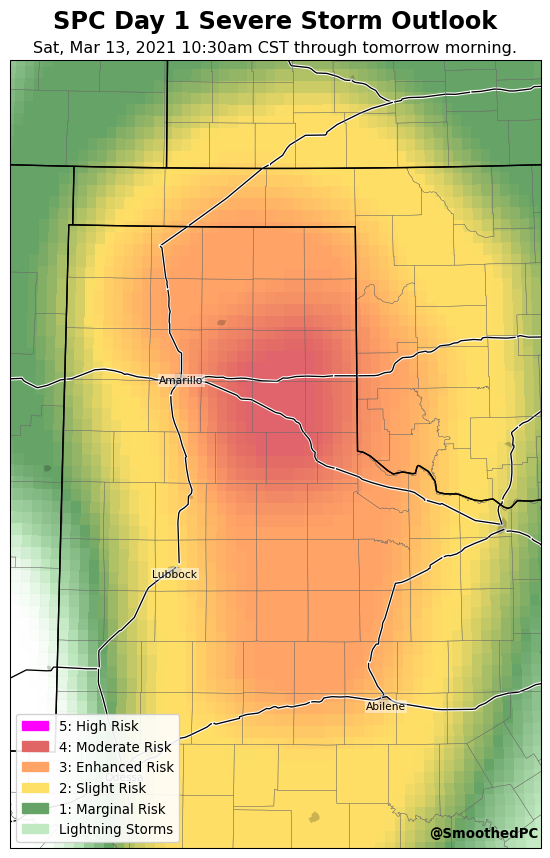 SPC Day 1 Severe Storm Outlook
Sat, Mar 13, 2021 10:30am CST through tomorrow morning.
Amarillo
Lubbock
Abilene
5: High Risk
4: Moderate Risk
3: Enhanced Risk
2: Slight Risk
1: Marginal Risk
Lightning Storms
@SmoothedPC